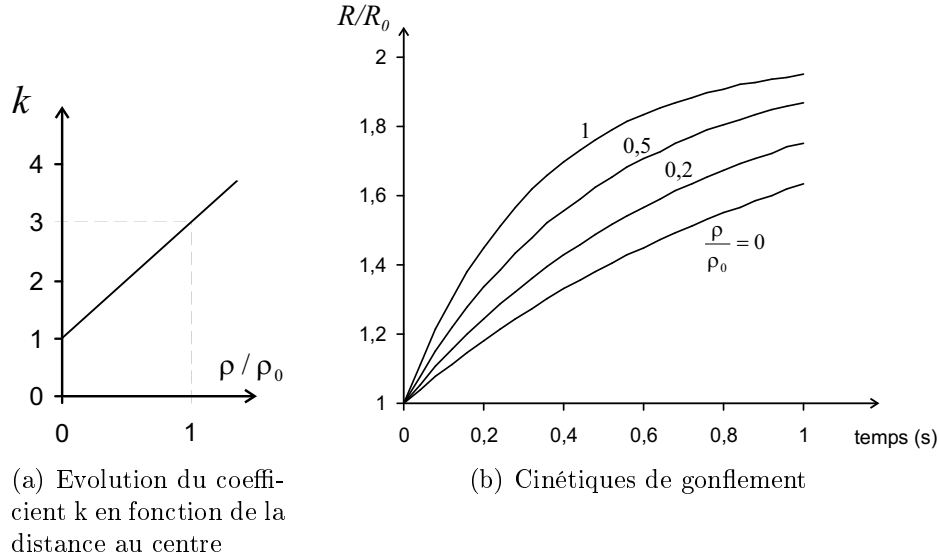 k
4
3
2
1
0
0
1
ρ / ρ₀
(a) Evolution du coeffi-
cient k en fonction de la
distance au centre
R/R₀
2
1,8
1,6
1,4
1,2
1
1
0,5
0,2
ρ/ρ₀ = 0
0
0,2
0,4
0,6
0,8
1
temps (s)
(b) Cinétiques de gonflement